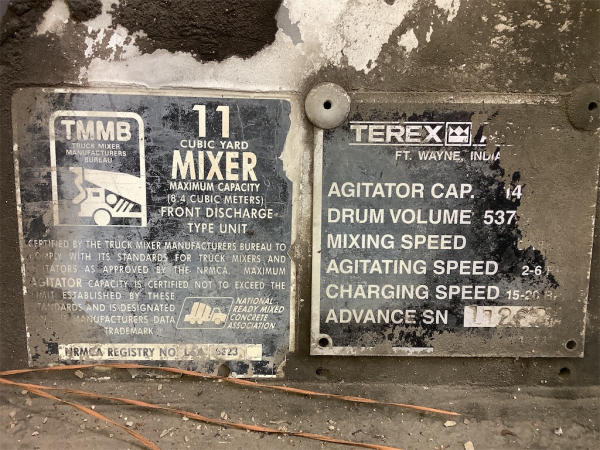 TMMB
TRUCK MIXER
MANUFACTURERS
BUREAU
11
CUBIC YARD
MIXER
MAXIMUM CAPACITY
(8.4 CUBIC METERS)
FRONT DISCHARGE
TYPE UNIT
CERTIFIED BY THE TRUCK MIXER MANUFACTURERS BUREAU TO
COMPLY WITH ITS STANDARDS FOR TRUCK MIXERS AND
AGITATORS AS APPROVED BY THE NRMCA. MAXIMUM
AGITATOR CAPACITY IS CERTIFIED NOT TO EXCEED THE
LIMIT ESTABLISHED BY THESE
STANDARDS AND IS DESIGNATED
MANUFACTURERS DATA
TRADEMARK
NATIONAL
READY MIXED
CONCRETE
ASSOCIATION
NRMCA REGISTRY NO.
TEREX
FT. WAYNE, INDIA
AGITATOR CAP. 14
DRUM VOLUME 537
MIXING SPEED
AGITATING SPEED 2-6
CHARGING SPEED
ADVANCE SN